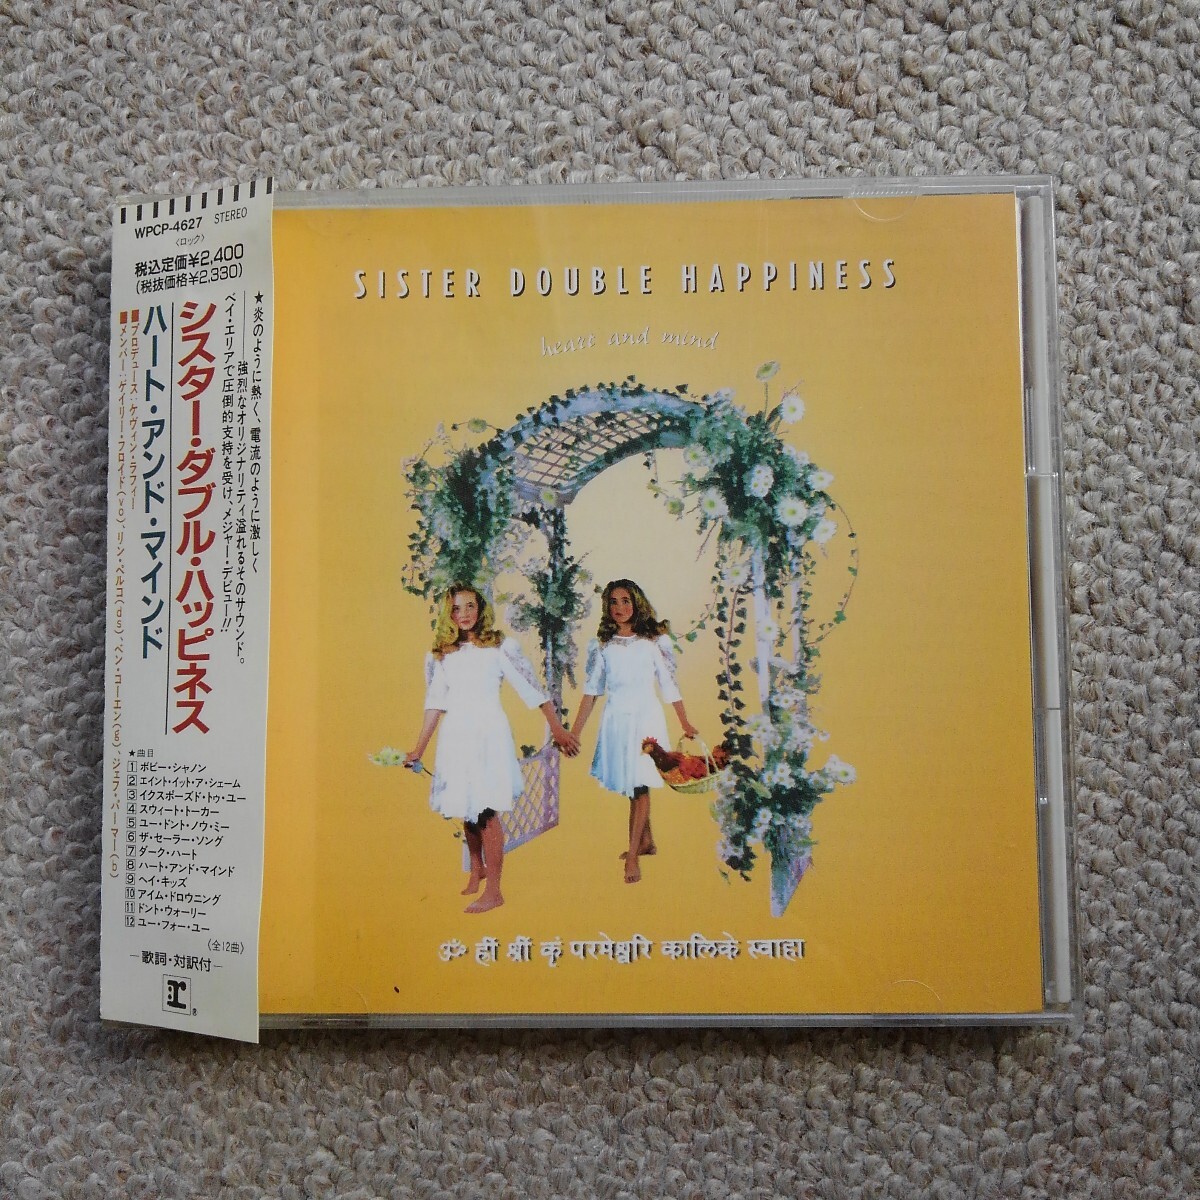 WPCP-4627 STEREO
〈ロック〉
税込定価¥2,400
(税抜価格¥2,330)
★炎のように熱く、電流のように激しく
強烈なオリジナリティ溢れるそのサウンド。
ベイ・エリアで圧倒的支持を受け、メジャー・デビュー!!
シスター・ダブル・ハッピネス
ハート・アンド・マインド
■プロデュース:ケヴィン・ラフィー
■メンバー:ゲイリー・フロイド(vo)、リン・ペルコ(ds)、ベン・コーエン(g)、ジェフ・パーマー(b)
★曲目
1 ボビー・シャノン
2 エイント・イット・ア・シェーム
3 イクスポーズド・トゥ・ユー
4 スウィート・トーカー
5 ユー・ドント・ノウ・ミー
6 ザ・セーラー・ソング
7 ダーク・ハート
8 ハート・アンド・マインド
9 ヘイ・キッズ
10 アイム・ドロウニング
11 ドント・ウォーリー
12 ユー・フォー・ユー
〈全12曲〉
─歌詞・対訳付─
:r ®
SISTER DOUBLE HAPPINESS
heart and mind
ॐ ह्रीं श्रीं कृं परमेश्वरि कालिके स्वाहा